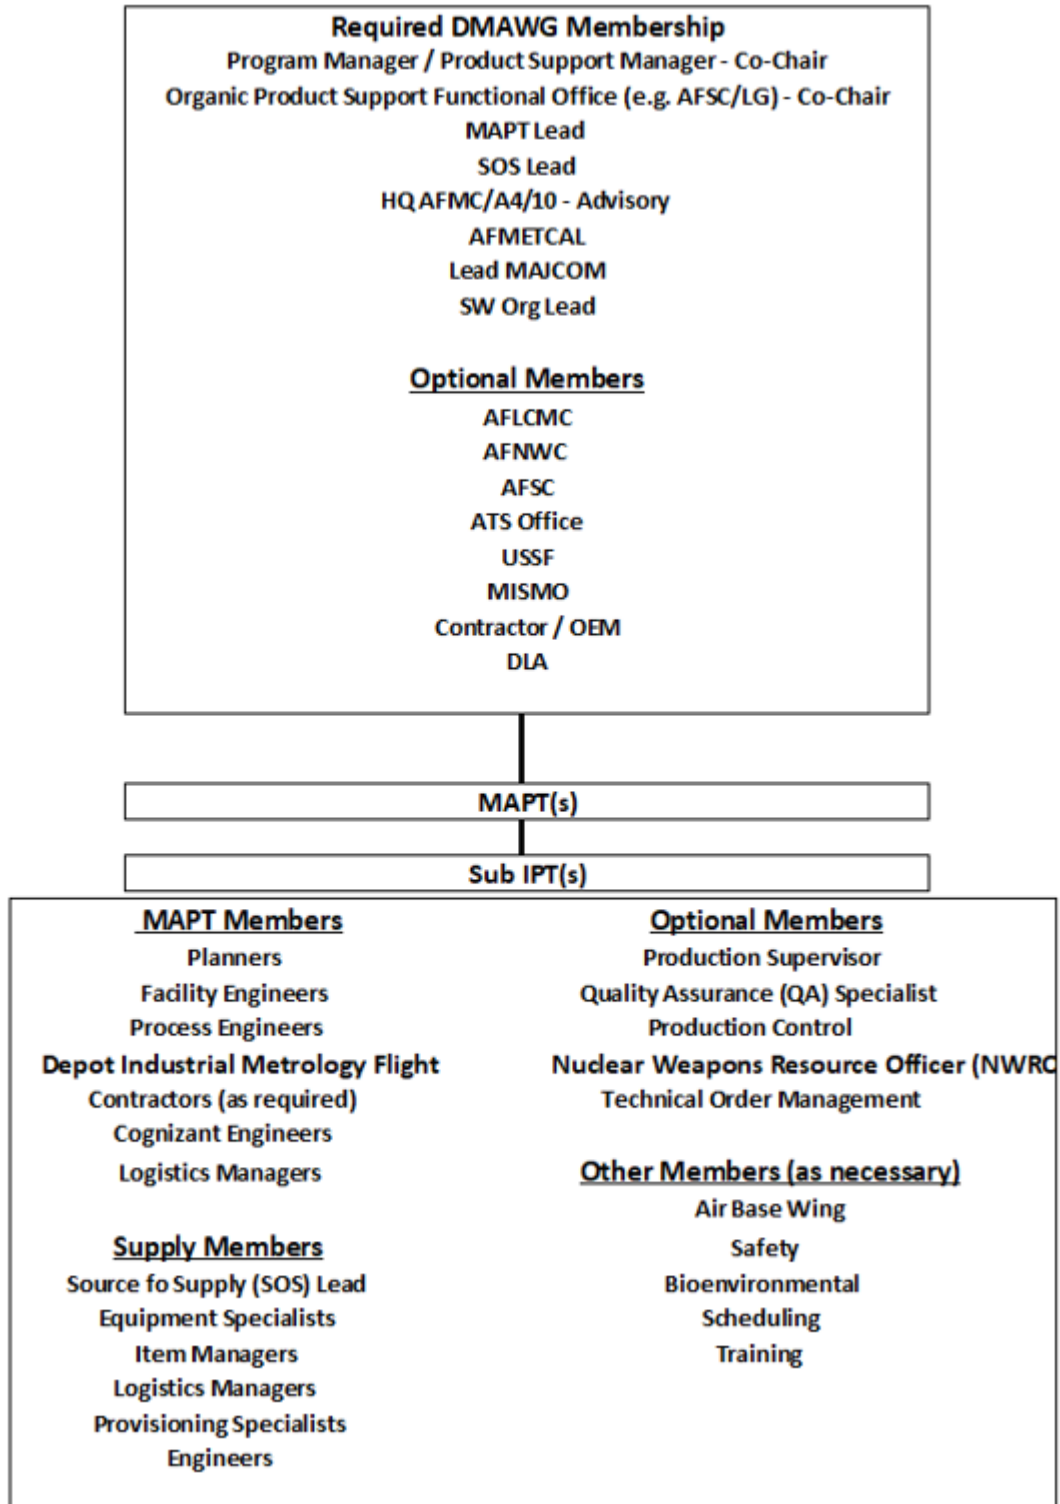 Required DMAWG Membership
Program Manager / Product Support Manager - Co-Chair
Organic Product Support Functional Office (e.g. AFSC/LG) - Co-Chair
MAPT Lead
SOS Lead
HQ AFMC/A4/10 - Advisory
AFMETCAL
Lead MAJCOM
SW Org Lead
Optional Members
AFLCMC
AFNWC
AFSC
ATS Office
USSF
MISMO
Contractor / OEM
DLA
MAPT(s)
Sub IPT(s)
MAPT Members
Planners
Facility Engineers
Process Engineers
Depot Industrial Metrology Flight
Contractors (as required)
Cognizant Engineers
Logistics Managers
Supply Members
Source fo Supply (SOS) Lead
Equipment Specialists
Item Managers
Logistics Managers
Provisioning Specialists
Engineers
Optional Members
Production Supervisor
Quality Assurance (QA) Specialist
Production Control
Nuclear Weapons Resource Officer (NWRO
Technical Order Management
Other Members (as necessary)
Air Base Wing
Safety
Bioenvironmental
Scheduling
Training